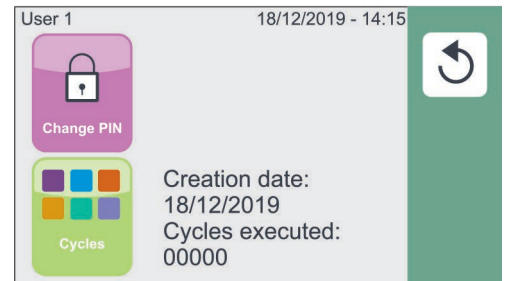 User 1 18/12/2019 - 14:15
Change PIN
Creation date:
18/12/2019
Cycles executed:
00000
Cycles